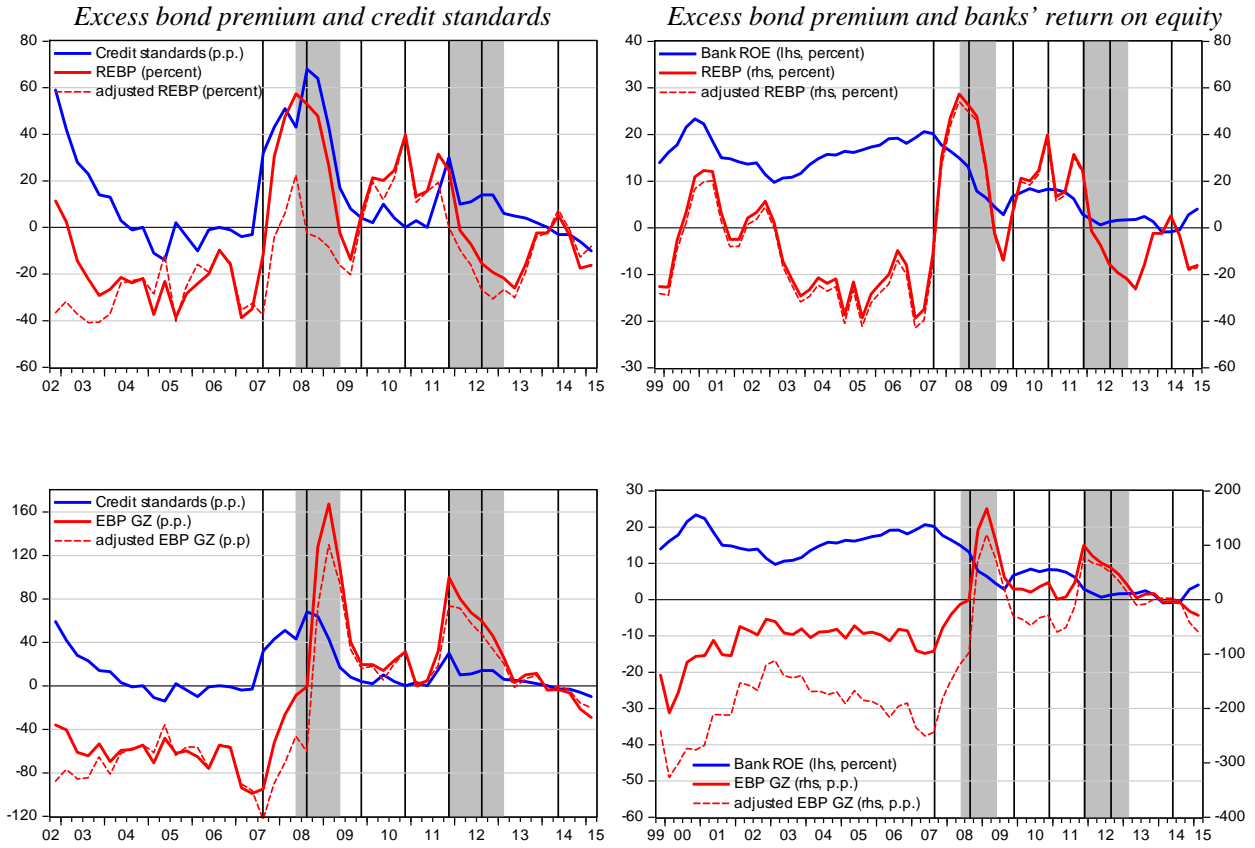 Excess bond premium and credit standards
80
60
40
20
0
-20
-40
-60
Credit standards (p.p.)
REBP (percent)
adjusted REBP (percent)
02 03 04 05 06 07 08 09 10 11 12 13 14 15
Excess bond premium and banks' return on equity
40
30
20
10
0
-10
-20
-30
Bank ROE (lhs, percent)
REBP (rhs, percent)
adjusted REBP (rhs, percent)
80
60
40
20
0
-20
-40
-60
99 00 01 02 03 04 05 06 07 08 09 10 11 12 13 14 15
160
120
80
40
0
-40
-80
-120
Credit standards (p.p.)
EBP GZ (p.p.)
adjusted EBP GZ (p.p)
02 03 04 05 06 07 08 09 10 11 12 13 14 15
30
20
10
0
-10
-20
-30
-40
-50
-60
Bank ROE (lhs, percent)
EBP GZ (rhs, p.p.)
adjusted EBP GZ (rhs, p.p.)
200
100
0
-100
-200
-300
-400
99 00 01 02 03 04 05 06 07 08 09 10 11 12 13 14 15